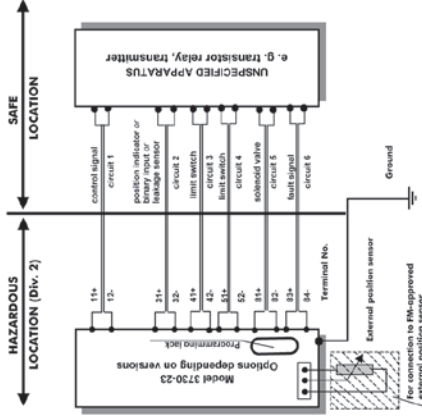 HAZARDOUS
LOCATION (Div. 2)
SAFE
LOCATION
Model 3730-23
Options depending on versions
Programming jack
UNSPECIFIED APPARATUS
e. g. transistor relay, transmitter
11+
12-
control signal
circuit 1
31+
32-
position indicator or
binary input or
leakage sensor
circuit 2
41+
42-
limit switch
circuit 3
51+
52-
limit switch
circuit 4
81+
82-
solenoid valve
circuit 5
83+
84-
fault signal
circuit 6
Terminal No.
Ground
External position sensor
For connection to FM-approved
external position sensor